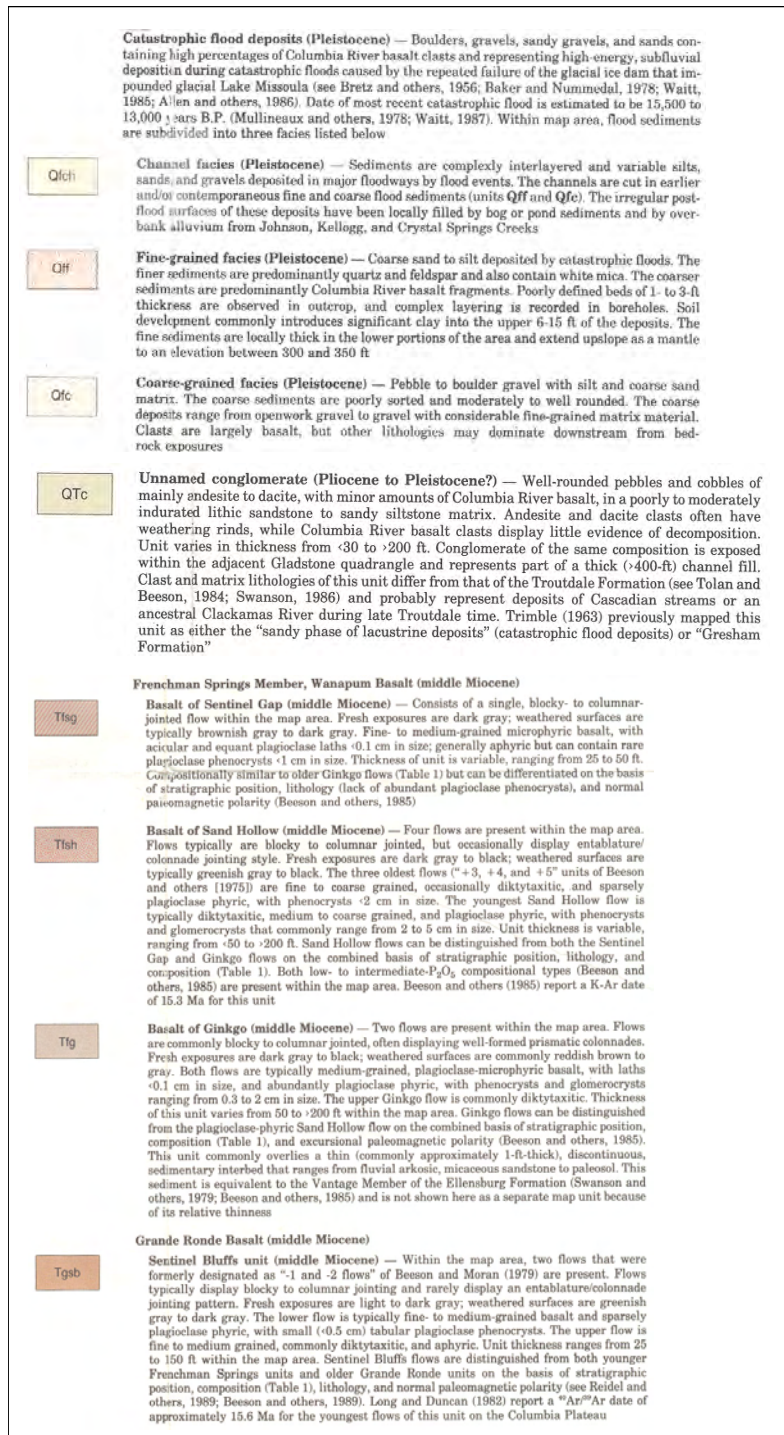 Catastrophic flood deposits (Pleistocene) — Boulders, gravels, sandy gravels, and sands con-
taining high percentages of Columbia River basalt clasts and representing high-energy, subfluvial
deposition during catastrophic floods caused by the repeated failure of the glacial ice dam that im-
pounded glacial Lake Missoula (see Bretz and others, 1956; Baker and Nummedal, 1978; Waitt,
1985; Allen and others, 1986). Date of most recent catastrophic flood is estimated to be 15,500 to
13,000 years B.P. (Mullineaux and others, 1978; Waitt, 1987). Within map area, flood sediments
are subdivided into three facies listed below
Qfch
Channel facies (Pleistocene) — Sediments are complexly interlayered and variable silts,
sands, and gravels deposited in major floodways by flood events. The channels are cut in earlier
and/or contemporaneous fine and coarse flood sediments (units Qff and Qfc). The irregular post-
flood surfaces of these deposits have been locally filled by bog or pond sediments and by over-
bank alluvium from Johnson, Kellogg, and Crystal Springs Creeks
Qff
Fine-grained facies (Pleistocene) — Coarse sand to silt deposited by catastrophic floods. The
finer sediments are predominantly quartz and feldspar and also contain white mica. The coarser
sediments are predominantly Columbia River basalt fragments. Poorly defined beds of 1- to 3-ft
thickness are observed in outcrop, and complex layering is recorded in boreholes. Soil
development commonly introduces significant clay into the upper 6-15 ft of the deposits. The
fine sediments are locally thick in the lower portions of the area and extend upslope as a mantle
to an elevation between 300 and 350 ft
Qfc
Coarse-grained facies (Pleistocene) — Pebble to boulder gravel with silt and coarse sand
matrix. The coarse sediments are poorly sorted and moderately to well rounded. The coarse
deposits range from openwork gravel to gravel with considerable fine-grained matrix material.
Clasts are largely basalt, but other lithologies may dominate downstream from bed-
rock exposures
QTc
Unnamed conglomerate (Pliocene to Pleistocene?) — Well-rounded pebbles and cobbles of
mainly andesite to dacite, with minor amounts of Columbia River basalt, in a poorly to moderately
indurated lithic sandstone to sandy siltstone matrix. Andesite and dacite clasts often have
weathering rinds, while Columbia River basalt clasts display little evidence of decomposition.
Unit varies in thickness from <30 to >200 ft. Conglomerate of the same composition is exposed
within the adjacent Gladstone quadrangle and represents part of a thick (>400-ft) channel fill.
Clast and matrix lithologies of this unit differ from that of the Troutdale Formation (see Tolan and
Beeson, 1984; Swanson, 1986) and probably represent deposits of Cascadian streams or an
ancestral Clackamas River during late Troutdale time. Trimble (1963) previously mapped this
unit as either the "sandy phase of lacustrine deposits" (catastrophic flood deposits) or "Gresham
Formation"
Frenchman Springs Member, Wanapum Basalt (middle Miocene)
Tfsg
Basalt of Sentinel Gap (middle Miocene) — Consists of a single, blocky- to columnar-
jointed flow within the map area. Fresh exposures are dark gray; weathered surfaces are
typically brownish gray to dark gray. Fine- to medium-grained microphyric basalt, with
acicular and equant plagioclase laths <0.1 cm in size; generally aphyric but can contain rare
plagioclase phenocrysts <1 cm in size. Thickness of unit is variable, ranging from 25 to 50 ft.
Compositionally similar to older Ginkgo flows (Table 1) but can be differentiated on the basis
of stratigraphic position, lithology (lack of abundant plagioclase phenocrysts), and normal
paleomagnetic polarity (Beeson and others, 1985)
Tfsh
Basalt of Sand Hollow (middle Miocene) — Four flows are present within the map area.
Flows typically are blocky to columnar jointed, but occasionally display entablature/
colonnade jointing style. Fresh exposures are dark gray to black; weathered surfaces are
typically greenish gray to black. The three oldest flows ("+3, +4, and +5" units of Beeson
and others [1975]) are fine to coarse grained, occasionally diktytaxitic, and sparsely
plagioclase phyric, with phenocrysts <2 cm in size. The youngest Sand Hollow flow is
typically diktytaxitic, medium to coarse grained, and plagioclase phyric, with phenocrysts
and glomerocrysts that commonly range from 2 to 5 cm in size. Unit thickness is variable,
ranging from <50 to >200 ft. Sand Hollow flows can be distinguished from both the Sentinel
Gap and Ginkgo flows on the combined basis of stratigraphic position, lithology, and
composition (Table 1). Both low- to intermediate-P₂O₅ compositional types (Beeson and
others, 1985) are present within the map area. Beeson and others (1985) report a K-Ar date
of 15.3 Ma for this unit
Tfg
Basalt of Ginkgo (middle Miocene) — Two flows are present within the map area. Flows
are commonly blocky to columnar jointed, often displaying well-formed prismatic colonnades.
Fresh exposures are dark gray to black; weathered surfaces are commonly reddish brown to
gray. Both flows are typically medium-grained, plagioclase-microphyric basalt, with laths
<0.1 cm in size, and abundantly plagioclase phyric, with phenocrysts and glomerocrysts
ranging from 0.3 to 2 cm in size. The upper Ginkgo flow is commonly diktytaxitic. Thickness
of this unit varies from 50 to >200 ft within the map area. Ginkgo flows can be distinguished
from the plagioclase-phyric Sand Hollow flow on the combined basis of stratigraphic position,
composition (Table 1), and excursional paleomagnetic polarity (Beeson and others, 1985).
This unit commonly overlies a thin (commonly approximately 1-ft-thick), discontinuous,
sedimentary interbed that ranges from fluvial arkosic, micaceous sandstone to paleosol. This
sediment is equivalent to the Vantage Member of the Ellensburg Formation (Swanson and
others, 1979; Beeson and others, 1985) and is not shown here as a separate map unit because
of its relative thinness
Grande Ronde Basalt (middle Miocene)
Tgsb
Sentinel Bluffs unit (middle Miocene) — Within the map area, two flows that were
formerly designated as "-1 and -2 flows" of Beeson and Moran (1979) are present. Flows
typically display blocky to columnar jointing and rarely display an entablature/colonnade
jointing pattern. Fresh exposures are light to dark gray; weathered surfaces are greenish
gray to dark gray. The lower flow is typically fine- to medium-grained basalt and sparsely
plagioclase phyric, with small (<0.5 cm) tabular plagioclase phenocrysts. The upper flow is
fine to medium grained, commonly diktytaxitic, and aphyric. Unit thickness ranges from 25
to 150 ft within the map area. Sentinel Bluffs flows are distinguished from both younger
Frenchman Springs units and older Grande Ronde units on the basis of stratigraphic
position, composition (Table 1), lithology, and normal paleomagnetic polarity (see Reidel and
others, 1989; Beeson and others, 1989). Long and Duncan (1982) report a ⁴⁰Ar/³⁹Ar date of
approximately 15.6 Ma for the youngest flows of this unit on the Columbia Plateau